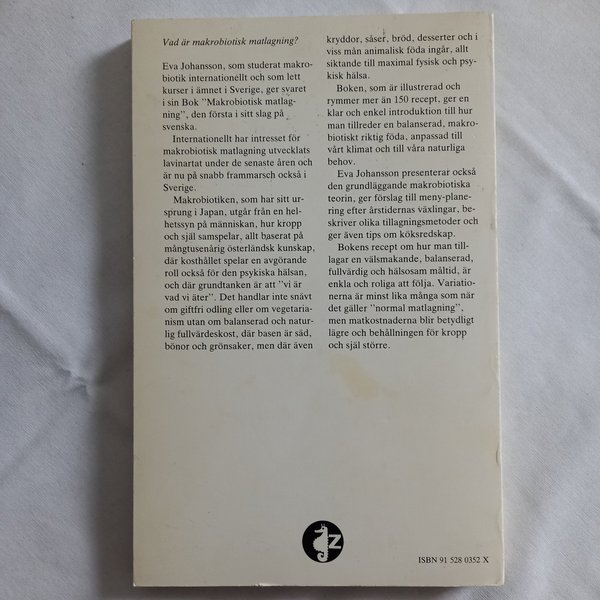 Vad är makrobiotisk matlagning?
Eva Johansson, som studerat makro-
biotik internationellt och som lett
kurser i ämnet i Sverige, ger svaret
i sin Bok "Makrobiotisk matlag-
ning", den första i sitt slag på
svenska.
Internationellt har intresset för
makrobiotisk matlagning utvecklats
lavinartat under de senaste åren och
är nu på snabb frammarsch också i
Sverige.
Makrobiotiken, som har sitt ur-
sprung i Japan, utgår från en hel-
hetssyn på människan, hur kropp
och själ samspelar, allt baserat på
mångtusenårig österländsk kunskap,
där kosthållet spelar en avgörande
roll också för den psykiska hälsan,
och där grundtanken är att "vi är
vad vi äter". Det handlar inte snävt
om giftfri odling eller om vegetaria-
nism utan om balanserad och natur-
lig fullvärdeskost, där basen är säd,
bönor och grönsaker, men där även
kryddor, såser, bröd, desserter och i
viss mån animalisk föda ingår, allt
siktande till maximal fysisk och psy-
kisk hälsa.
Boken, som är illustrerad och
rymmer mer än 150 recept, ger en
klar och enkel introduktion till hur
man tillreder en balanserad, makro-
biotiskt riktig föda, anpassad till
vårt klimat och till våra naturliga
behov.
Eva Johansson presenterar också
den grundläggande makrobiotiska
teorin, ger förslag till meny-plane-
ring efter årstidernas växlingar, be-
skriver olika tillagningsmetoder och
ger även tips om köksredskap.
Bokens recept om hur man till-
lagar en välsmakande, balanserad,
fullvärdig och hälsosam måltid, är
enkla och roliga att följa. Variatio-
nerna är minst lika många som när
det gäller "normal matlagning",
men matkostnaderna blir betydligt
lägre och behållningen för kropp
och själ större.
Z
ISBN 91 528 0352 X